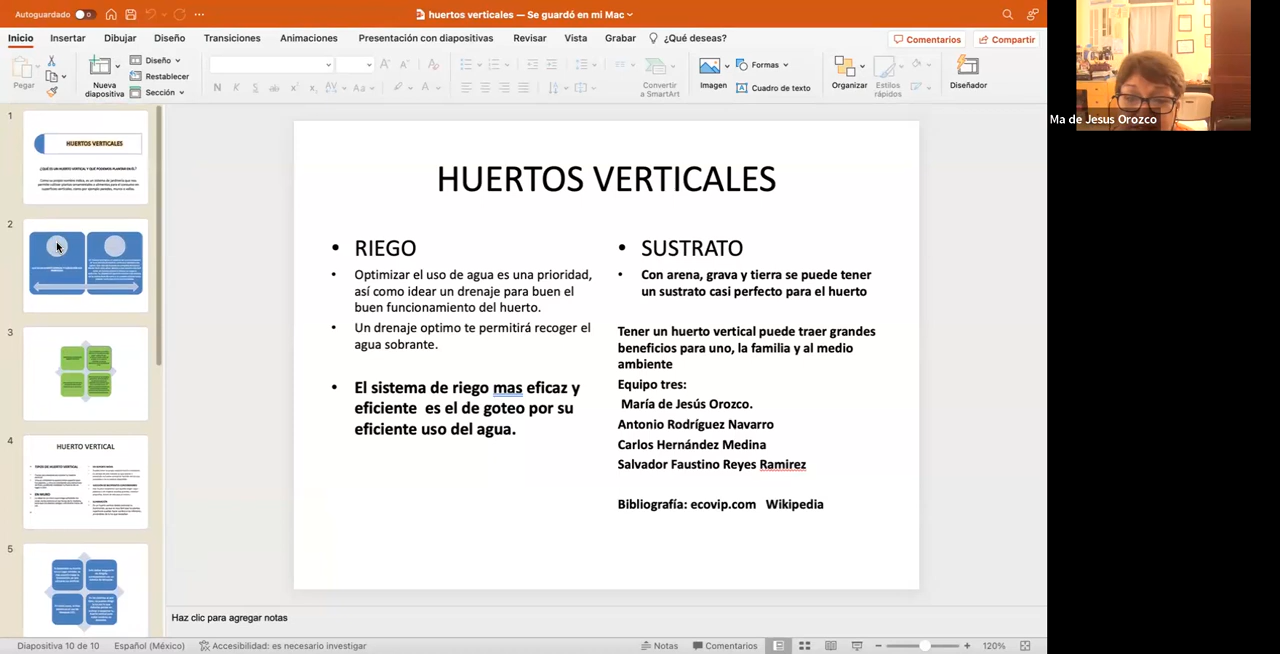 Autoguardado
huertos verticales — Se guardó en mi Mac
Inicio Insertar Dibujar Diseño Transiciones Animaciones Presentación con diapositivas Revisar Vista Grabar ¿Qué deseas? Comentarios Compartir
Pegar
Nueva diapositiva
Diseño
Restablecer
Sección
Convertir a SmartArt
Imagen
Formas
Cuadro de texto
Organizar
Estilos rápidos
Diseñador
Ma de Jesus Orozco
1
HUERTOS VERTICALES
2
3
4
HUERTO VERTICAL
5
HUERTOS VERTICALES
• RIEGO
• Optimizar el uso de agua es una prioridad,
así como idear un drenaje para buen el
buen funcionamiento del huerto.
• Un drenaje optimo te permitirá recoger el
agua sobrante.
• El sistema de riego mas eficaz y
eficiente es el de goteo por su
eficiente uso del agua.
• SUSTRATO
• Con arena, grava y tierra se puede tener
un sustrato casi perfecto para el huerto
Tener un huerto vertical puede traer grandes
beneficios para uno, la familia y al medio
ambiente
Equipo tres:
María de Jesús Orozco.
Antonio Rodríguez Navarro
Carlos Hernández Medina
Salvador Faustino Reyes Ramirez
Bibliografía: ecovip.com Wikipedia
Haz clic para agregar notas
Diapositiva 10 de 10 Español (México) Accesibilidad: es necesario investigar Notas Comentarios 120%